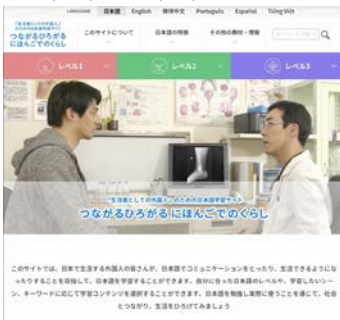 LANGUAGE 日本語 English 簡体中文 Português Español Tiếng Việt
「生活者としての外国人」
のための日本語学習サイト
つながるひろがる
にほんごでのくらし
このサイトについて 日本語の特徴 その他の教材・情報
レベル1 レベル2 レベル3
「生活者としての外国人」のための日本語学習サイト
つながるひろがる にほんごでのくらし
このサイトでは、日本で生活する外国人の皆さんが、日本語でコミュニケーションをとったり、生活できるようにな
ったりすることを目指して、日本語を学習することができます。自分に合った日本語のレベルや、学習したいシー
ン、キーワードに応じて学習コンテンツを選択することができます。日本語を勉強し実際に使うことを通じて、社会
とつながり、生活をひろげてみましょう